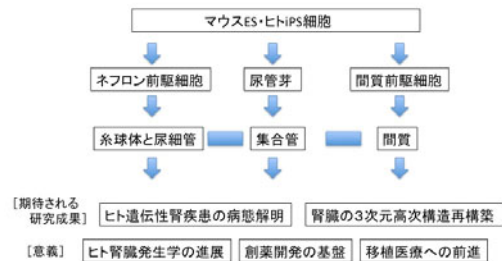 マウスES・ヒトiPS細胞
ネフロン前駆細胞 尿管芽 間質前駆細胞
糸球体と尿細管 集合管 間質
[期待される
研究成果] ヒト遺伝性腎疾患の病態解明 腎臓の3次元高次構造再構築
[意義] ヒト腎臓発生学の進展 創薬開発の基盤 移植医療への前進